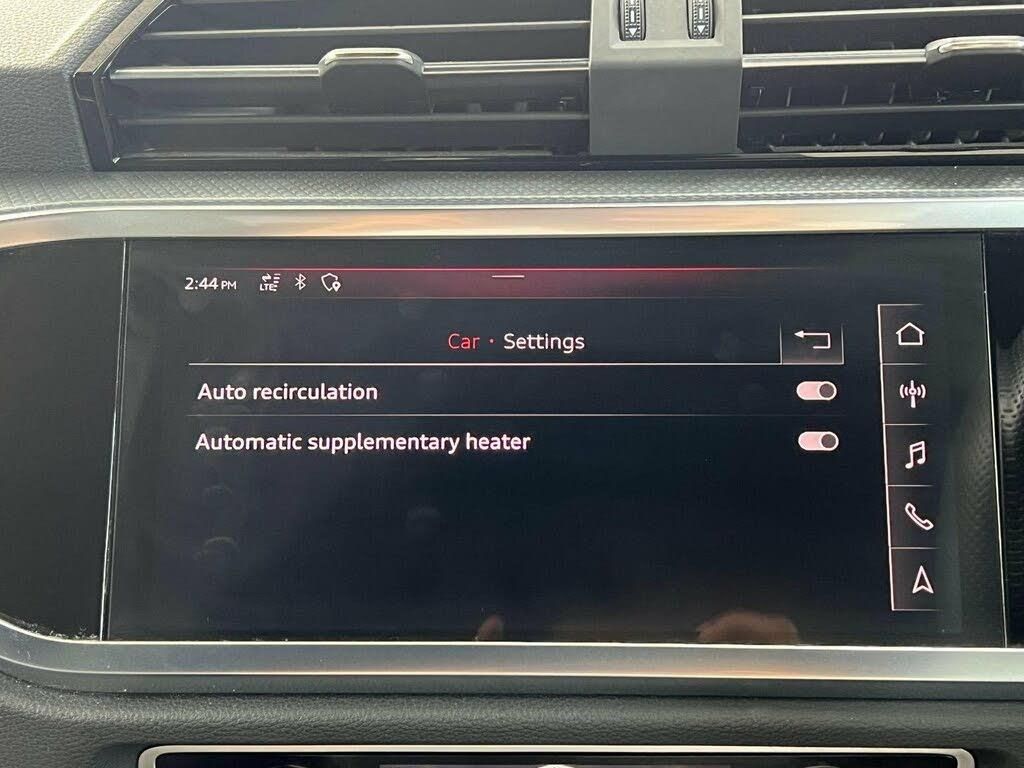 2:44 PM LTE
Car • Settings
Auto recirculation
Automatic supplementary heater